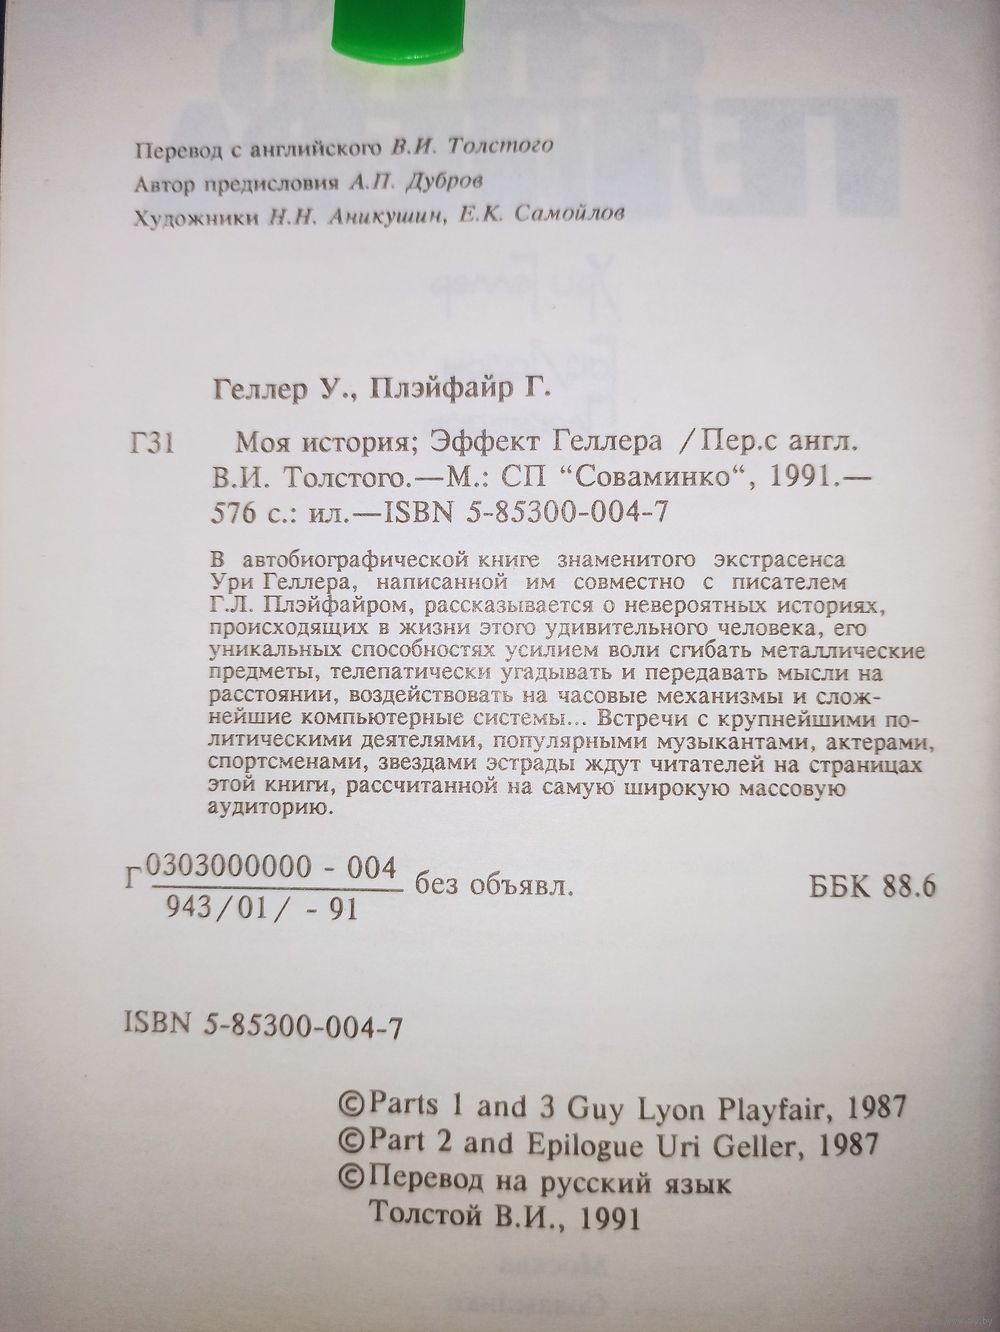 Перевод с английского В.И. Толстого
Автор предисловия А.П. Дубров
Художники Н.Н. Аникушин, Е.К. Самойлов
Геллер У., Плэйфайр Г.
Г31 Моя история; Эффект Геллера /Пер.с англ.
В.И. Толстого.—М.: СП “Соваминко“, 1991.—
576 с.: ил.—ISBN 5-85300-004-7
В автобиографической книге знаменитого экстрасенса
Ури Геллера, написанной им совместно с писателем
Г.Л. Плэйфайром, рассказывается о невероятных историях,
происходящих в жизни этого удивительного человека, его
уникальных способностях усилием воли сгибать металлические
предметы, телепатически угадывать и передавать мысли на
расстоянии, воздействовать на часовые механизмы и слож-
нейшие компьютерные системы... Встречи с крупнейшими по-
литическими деятелями, популярными музыкантами, актерами,
спортсменами, звездами эстрады ждут читателей на страницах
этой книги, рассчитанной на самую широкую массовую
аудиторию.
Г 0303000000 - 004
943/01/ - 91
без объявл.
ББК 88.6
ISBN 5-85300-004-7
©Parts 1 and 3 Guy Lyon Playfair, 1987
©Part 2 and Epilogue Uri Geller, 1987
©Перевод на русский язык
Толстой В.И., 1991